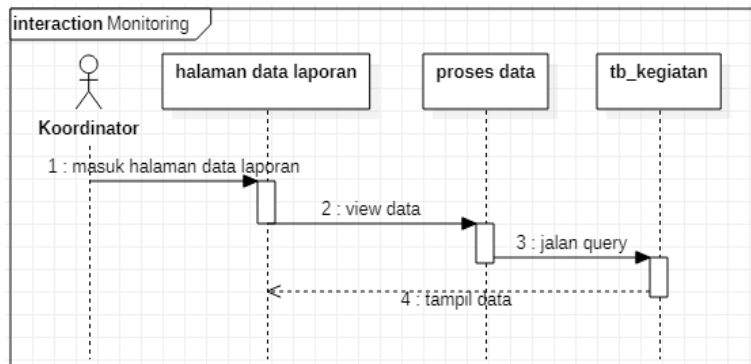 interaction Monitoring
halaman data laporan
proses data
tb_kegiatan
Koordinator
1 : masuk halaman data laporan
2 : view data
3 : jalan query
4 : tampil data